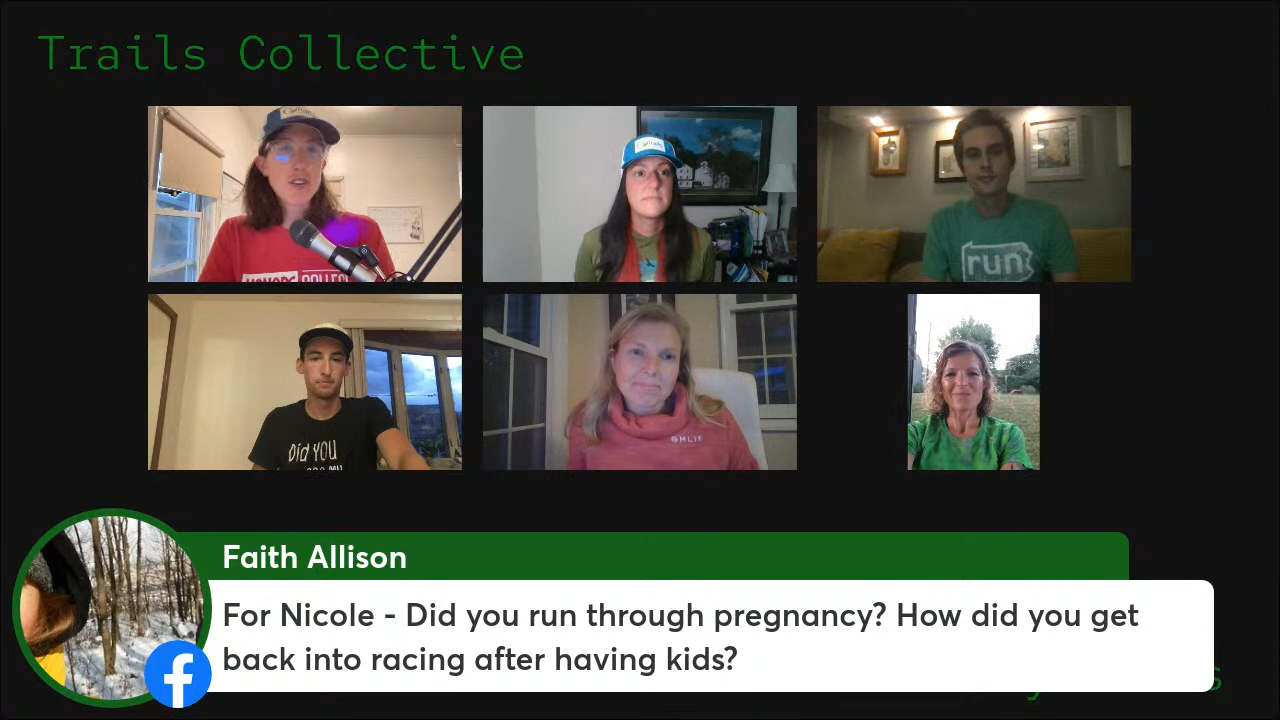 Trails Collective
run
DiD YOU
Faith Allison
For Nicole - Did you run through pregnancy? How did you get
back into racing after having kids?